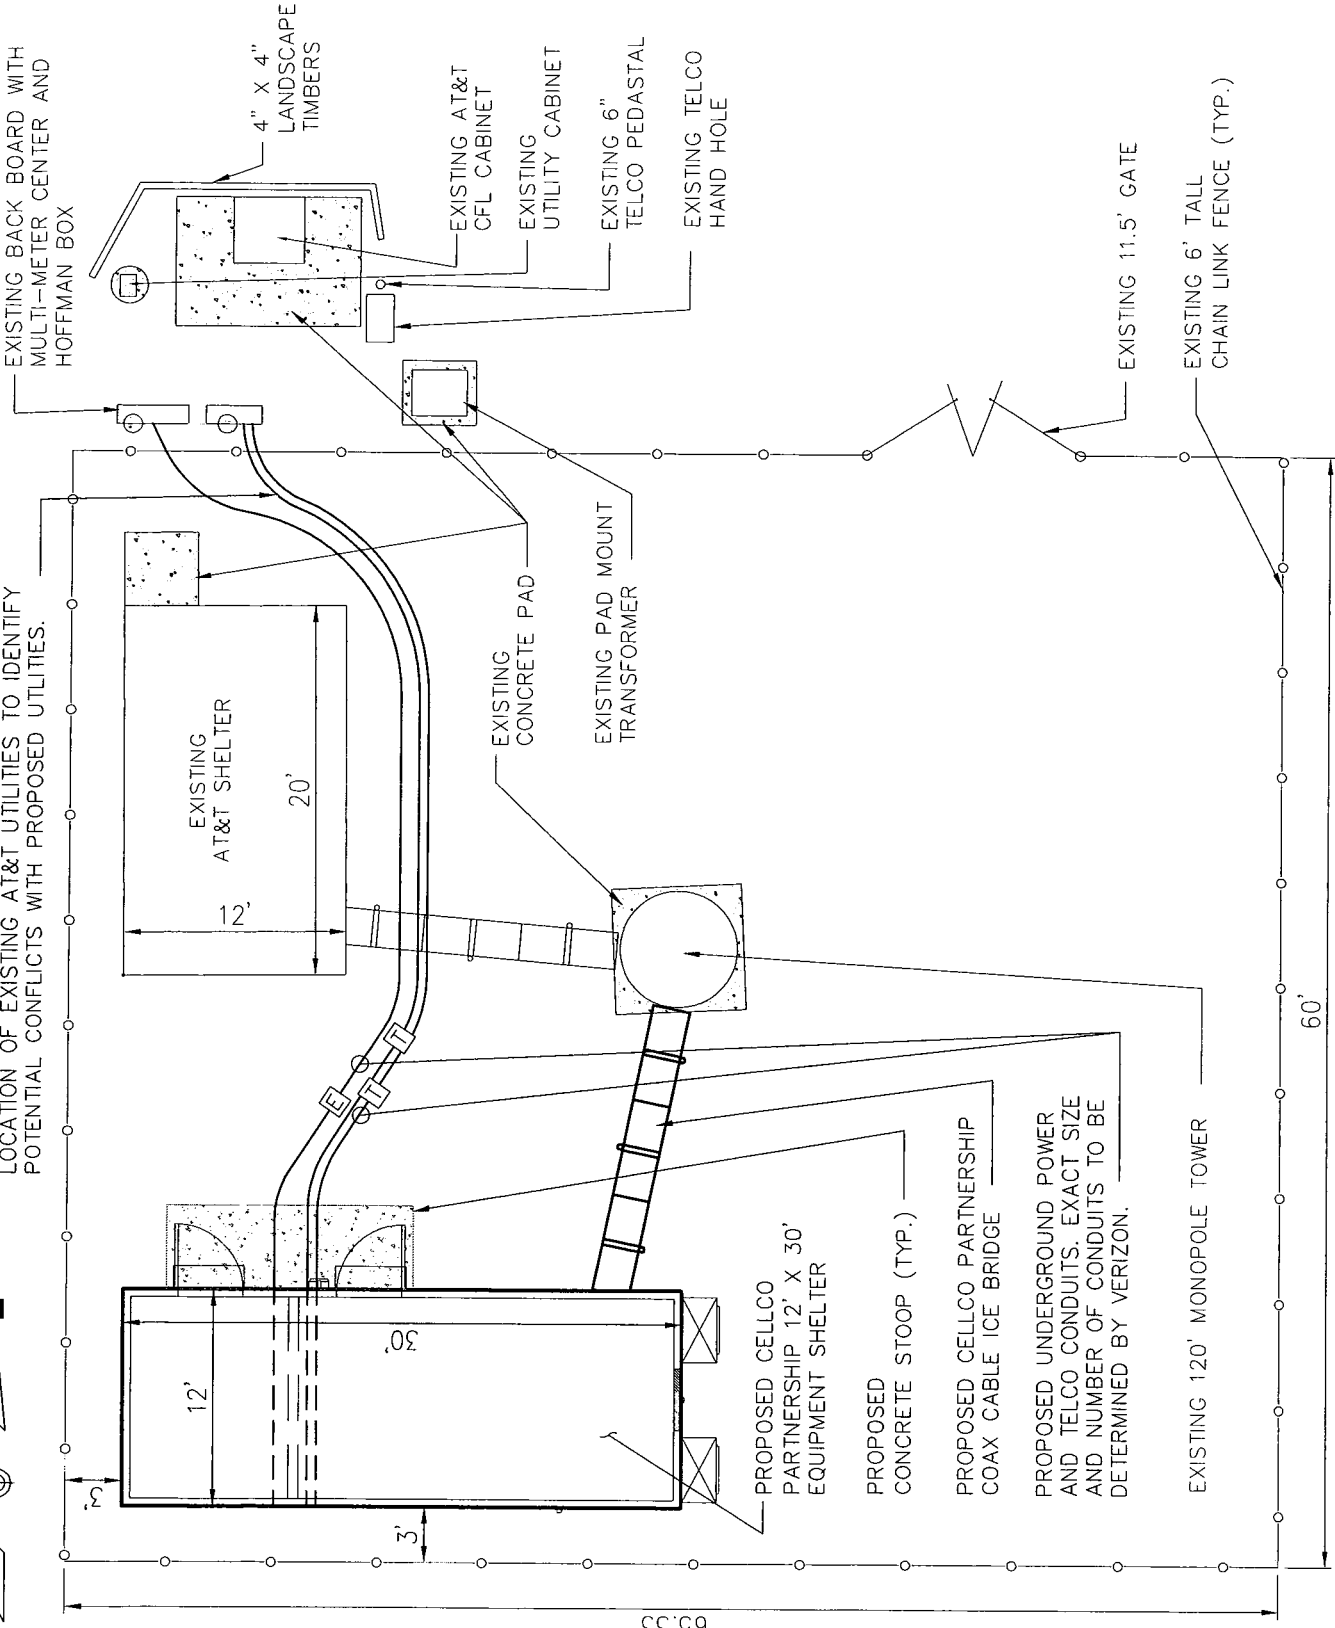 EXISTING BACK BOARD WITH
MULTI-METER CENTER AND
HOFFMAN BOX
4" X 4"
LANDSCAPE
TIMBERS
EXISTING AT&T
CFL CABINET
EXISTING
UTILITY CABINET
EXISTING 6"
TELCO PEDASTAL
EXISTING TELCO
HAND HOLE
EXISTING 11.5' GATE
EXISTING 6' TALL
CHAIN LINK FENCE (TYP.)
LOCATION OF EXISTING AT&T UTILITIES TO IDENTIFY
POTENTIAL CONFLICTS WITH PROPOSED UTLITIES.
EXISTING
AT&T SHELTER
20'
12'
EXISTING
CONCRETE PAD
EXISTING PAD MOUNT
TRANSFORMER
E
T
T
12'
30'
3'
3'
PROPOSED CELLCO
PARTNERSHIP 12' X 30'
EQUIPMENT SHELTER
PROPOSED
CONCRETE STOOP (TYP.)
PROPOSED CELLCO PARTNERSHIP
COAX CABLE ICE BRIDGE
PROPOSED UNDERGROUND POWER
AND TELCO CONDUITS. EXACT SIZE
AND NUMBER OF CONDUITS TO BE
DETERMINED BY VERIZON.
EXISTING 120' MONOPOLE TOWER
60'